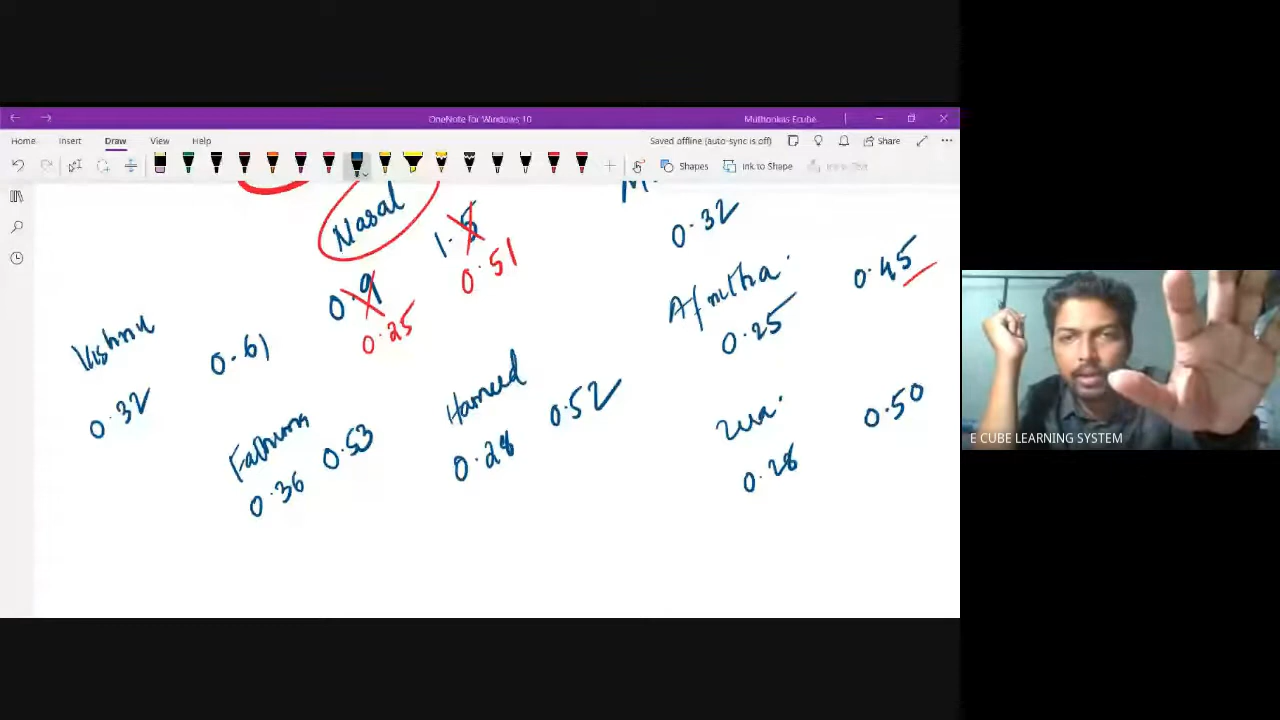 OneNote for Windows 10
Muthankus Ecube
Home Insert Draw View Help
Saved offline (auto-sync is off)
Share
Shapes
Ink to Shape
Nasal
1.5
0.51
0.9
0.25
0.32
Afnitha.
0.45
0.25
Vishnu
0.61
0.32
Fathima
0.53
0.36
Hameed
0.52
0.28
0.50
0.28
E CUBE LEARNING SYSTEM